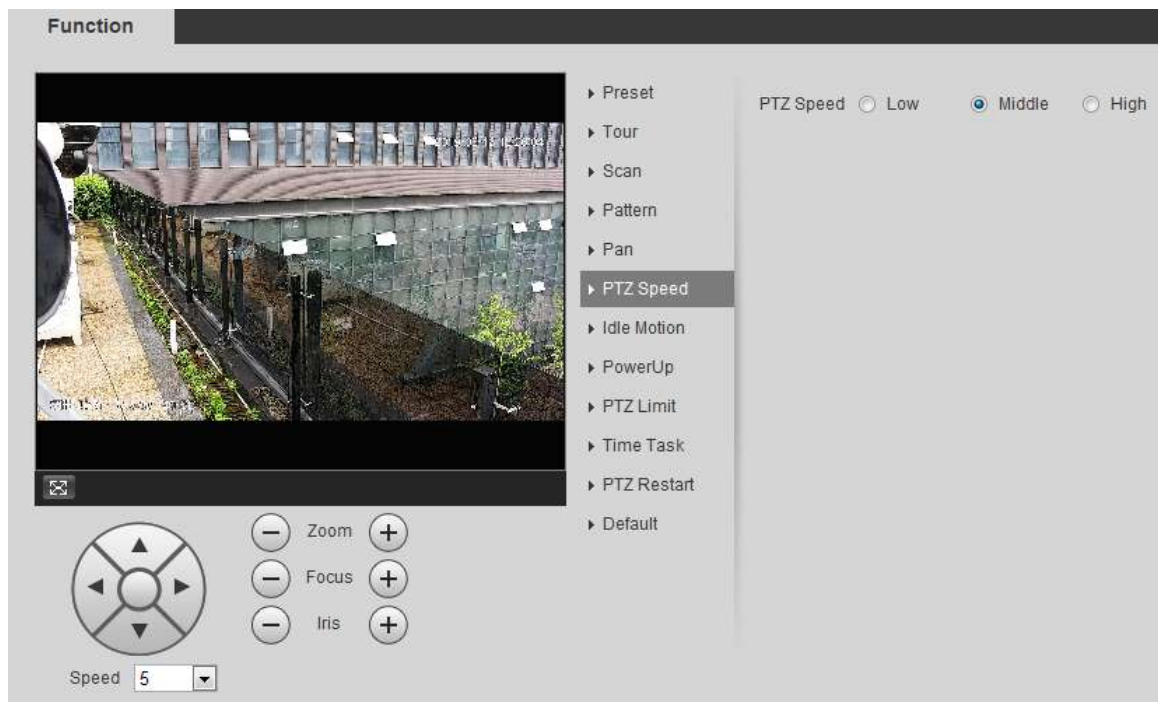 Function
Preset
Tour
Scan
Pattern
Pan
PTZ Speed
Idle Motion
PowerUp
PTZ Limit
Time Task
PTZ Restart
Default
PTZ Speed Low Middle High
Zoom
Focus
Iris
Speed 5